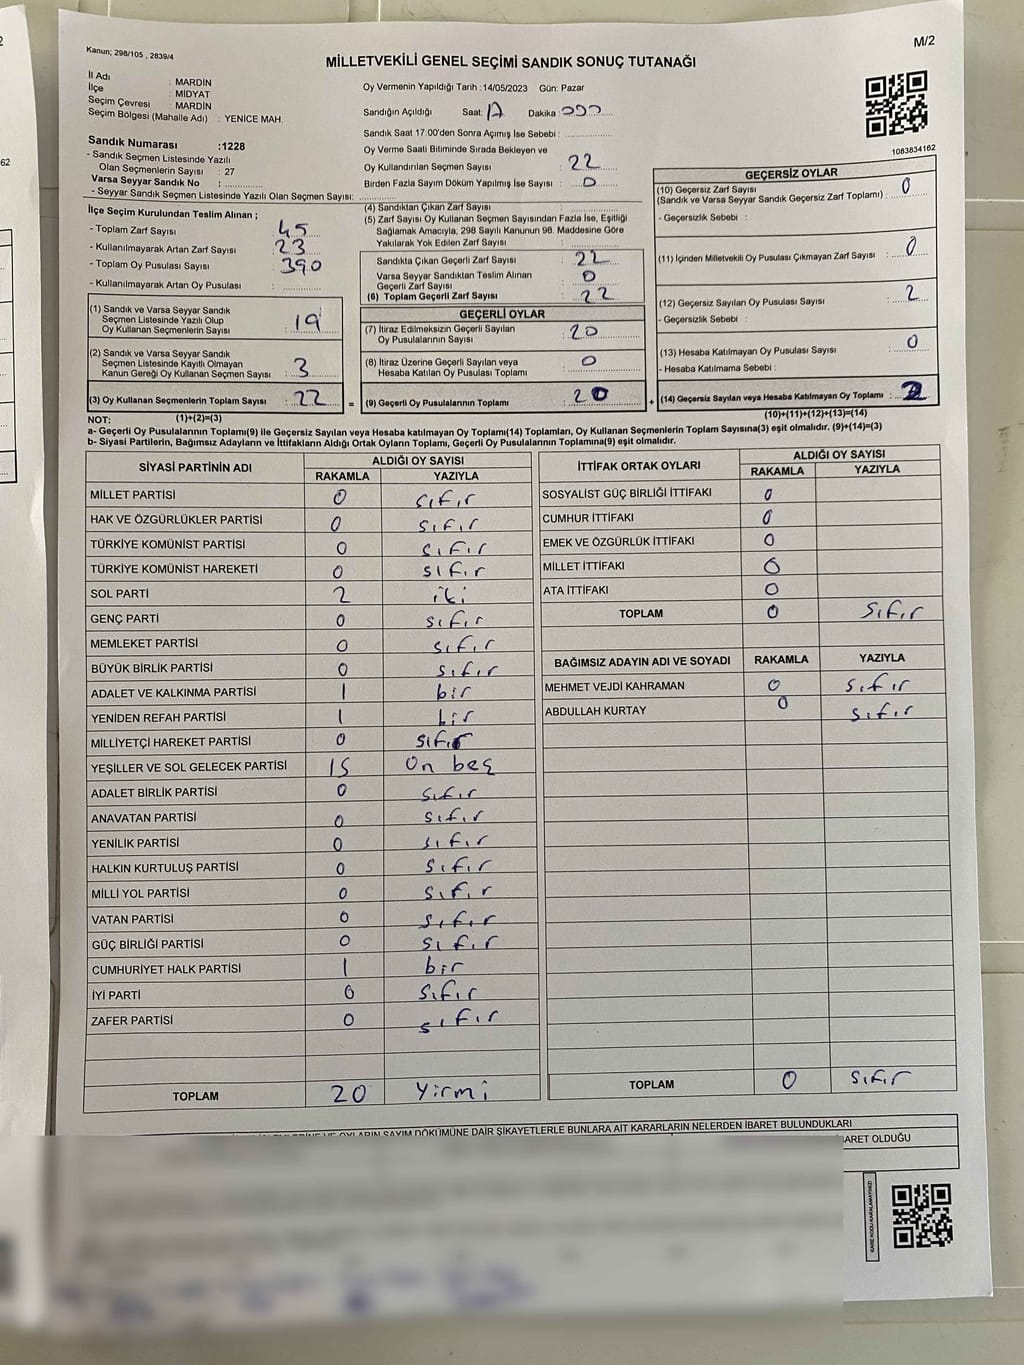 M/2
Kanun; 298/105 , 2839/4
MİLLETVEKİLİ GENEL SEÇİMİ SANDIK SONUÇ TUTANAĞI
İl Adı : MARDİN
İlçe : MİDYAT
Seçim Çevresi : MARDİN
Seçim Bölgesi (Mahalle Adı) : YENİCE MAH.
Sandık Numarası :1228
- Sandık Seçmen Listesinde Yazılı
Olan Seçmenlerin Sayısı : 27
Varsa Seyyar Sandık No :
- Seyyar Sandık Seçmen Listesinde Yazılı Olan Seçmen Sayısı:
Oy Vermenin Yapıldığı Tarih :14/05/2023 Gün: Pazar
Sandığın Açıldığı Saat: 17 Dakika :
Sandık Saat 17.00'den Sonra Açımış İse Sebebi :
Oy Verme Saati Bitiminde Sırada Bekleyen ve
Oy Kullandırılan Seçmen Sayısı : 22
Birden Fazla Sayım Döküm Yapılmış İse Sayısı : 0
1083834162
İlçe Seçim Kurulundan Teslim Alınan ;
- Toplam Zarf Sayısı : 45
- Kullanılmayarak Artan Zarf Sayısı : 23
- Toplam Oy Pusulası Sayısı : 390
- Kullanılmayarak Artan Oy Pusulası :
(4) Sandıktan Çıkan Zarf Sayısı :
(5) Zarf Sayısı Oy Kullanan Seçmen Sayısından Fazla İse, Eşitliği
Sağlamak Amacıyla, 298 Sayılı Kanunun 98. Maddesine Göre
Yakılarak Yok Edilen Zarf Sayısı :
Sandıkta Çıkan Geçerli Zarf Sayısı : 22
Varsa Seyyar Sandıktan Teslim Alınan
Geçerli Zarf Sayısı : 0
(6) Toplam Geçerli Zarf Sayısı : 22
(1) Sandık ve Varsa Seyyar Sandık
Seçmen Listesinde Yazılı Olup
Oy Kullanan Seçmenlerin Sayısı : 19
(2) Sandık ve Varsa Seyyar Sandık
Seçmen Listesinde Kayıtlı Olmayan
Kanun Gereği Oy Kullanan Seçmen Sayısı : 3
(3) Oy Kullanan Seçmenlerin Toplam Sayısı : 22 =
GEÇERLİ OYLAR
(7) İtiraz Edilmeksizin Geçerli Sayılan
Oy Pusulalarının Sayısı : 20
(8) İtiraz Üzerine Geçerli Sayılan veya
Hesaba Katılan Oy Pusulası Toplamı : 0
(9) Geçerli Oy Pusulalarının Toplamı : 20 +
GEÇERSİZ OYLAR
(10) Geçersiz Zarf Sayısı
(Sandık ve Varsa Seyyar Sandık Geçersiz Zarf Toplamı) : 0
- Geçersizlik Sebebi :
(11) İçinden Milletvekili Oy Pusulası Çıkmayan Zarf Sayısı : 0
(12) Geçersiz Sayılan Oy Pusulası Sayısı : 2
- Geçersizlik Sebebi :
(13) Hesaba Katılmayan Oy Pusulası Sayısı : 0
- Hesaba Katılmama Sebebi :
(14) Geçersiz Sayılan veya Hesaba Katılmayan Oy Toplamı : 2
NOT: (1)+(2)=(3)
(10)+(11)+(12)+(13)=(14)
a- Geçerli Oy Pusulalarının Toplamı(9) ile Geçersiz Sayılan veya Hesaba Katılmayan Oy Toplamı(14) Toplamları, Oy Kullanan Seçmenlerin Toplam Sayısına(3) eşit olmalıdır. (9)+(14)=(3)
b- Siyasi Partilerin, Bağımsız Adayların ve İttifakların Aldığı Ortak Oyların Toplamı, Geçerli Oy Pusulalarının Toplamına(9) eşit olmalıdır.
SİYASİ PARTİNİN ADI ALDIĞI OY SAYISI
RAKAMLA YAZIYLA
MİLLET PARTİSİ 0 sıfır
HAK VE ÖZGÜRLÜKLER PARTİSİ 0 sıfır
TÜRKİYE KOMÜNİST PARTİSİ 0 sıfır
TÜRKİYE KOMÜNİST HAREKETİ 0 sıfır
SOL PARTİ 2 iki
GENÇ PARTİ 0 sıfır
MEMLEKET PARTİSİ 0 sıfır
BÜYÜK BİRLİK PARTİSİ 0 sıfır
ADALET VE KALKINMA PARTİSİ 1 bir
YENİDEN REFAH PARTİSİ 1 bir
MİLLİYETÇİ HAREKET PARTİSİ 0 sıfır
YEŞİLLER VE SOL GELECEK PARTİSİ 15 On beş
ADALET BİRLİK PARTİSİ 0 sıfır
ANAVATAN PARTİSİ 0 sıfır
YENİLİK PARTİSİ 0 sıfır
HALKIN KURTULUŞ PARTİSİ 0 sıfır
MİLLİ YOL PARTİSİ 0 sıfır
VATAN PARTİSİ 0 sıfır
GÜÇ BİRLİĞİ PARTİSİ 0 sıfır
CUMHURİYET HALK PARTİSİ 1 bir
İYİ PARTİ 0 sıfır
ZAFER PARTİSİ 0 sıfır
TOPLAM 20 Yirmi
İTTİFAK ORTAK OYLARI ALDIĞI OY SAYISI
RAKAMLA YAZIYLA
SOSYALİST GÜÇ BİRLİĞİ İTTİFAKI 0
CUMHUR İTTİFAKI 0
EMEK VE ÖZGÜRLÜK İTTİFAKI 0
MİLLET İTTİFAKI 0
ATA İTTİFAKI 0
TOPLAM 0 sıfır
BAĞIMSIZ ADAYIN ADI VE SOYADI RAKAMLA YAZIYLA
MEHMET VEJDİ KAHRAMAN 0 sıfır
ABDULLAH KURTAY 0 sıfır
TOPLAM 0 sıfır
VE OYLARIN SAYIM DÖKÜMÜNE DAİR ŞİKAYETLERLE BUNLARA AİT KARARLARIN NELERDEN İBARET BULUNDUKLARI
BARET OLDUĞU
KARE KODU KARALAMAYINIZ!